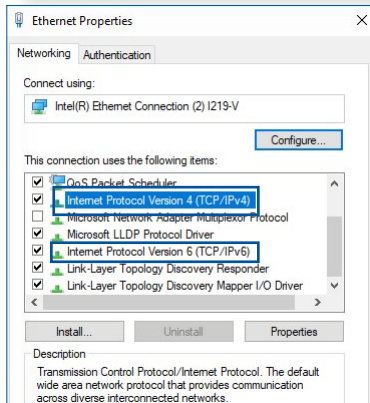 Ethernet Properties
Networking
Authentication
Connect using:
Intel(R) Ethernet Connection (2) I219-V
Configure...
This connection uses the following items:
QoS Packet Scheduler
Internet Protocol Version 4 (TCP/IPv4)
Microsoft Network Adapter Multiplexor Protocol
Microsoft LLDP Protocol Driver
Internet Protocol Version 6 (TCP/IPv6)
Link-Layer Topology Discovery Responder
Link-Layer Topology Discovery Mapper I/O Driver
Install...
Uninstall
Properties
Description
Transmission Control Protocol/Internet Protocol. The default
wide area network protocol that provides communication
across diverse interconnected networks.